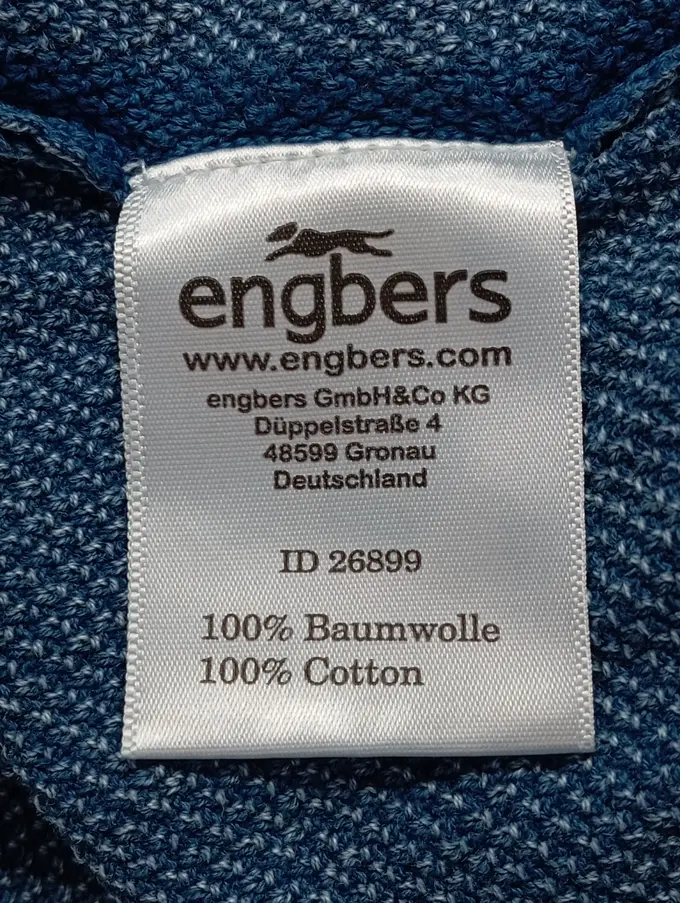 engbers
www.engbers.com
engbers GmbH&Co KG
Düppelstraße 4
48599 Gronau
Deutschland
ID 26899
100% Baumwolle
100% Cotton